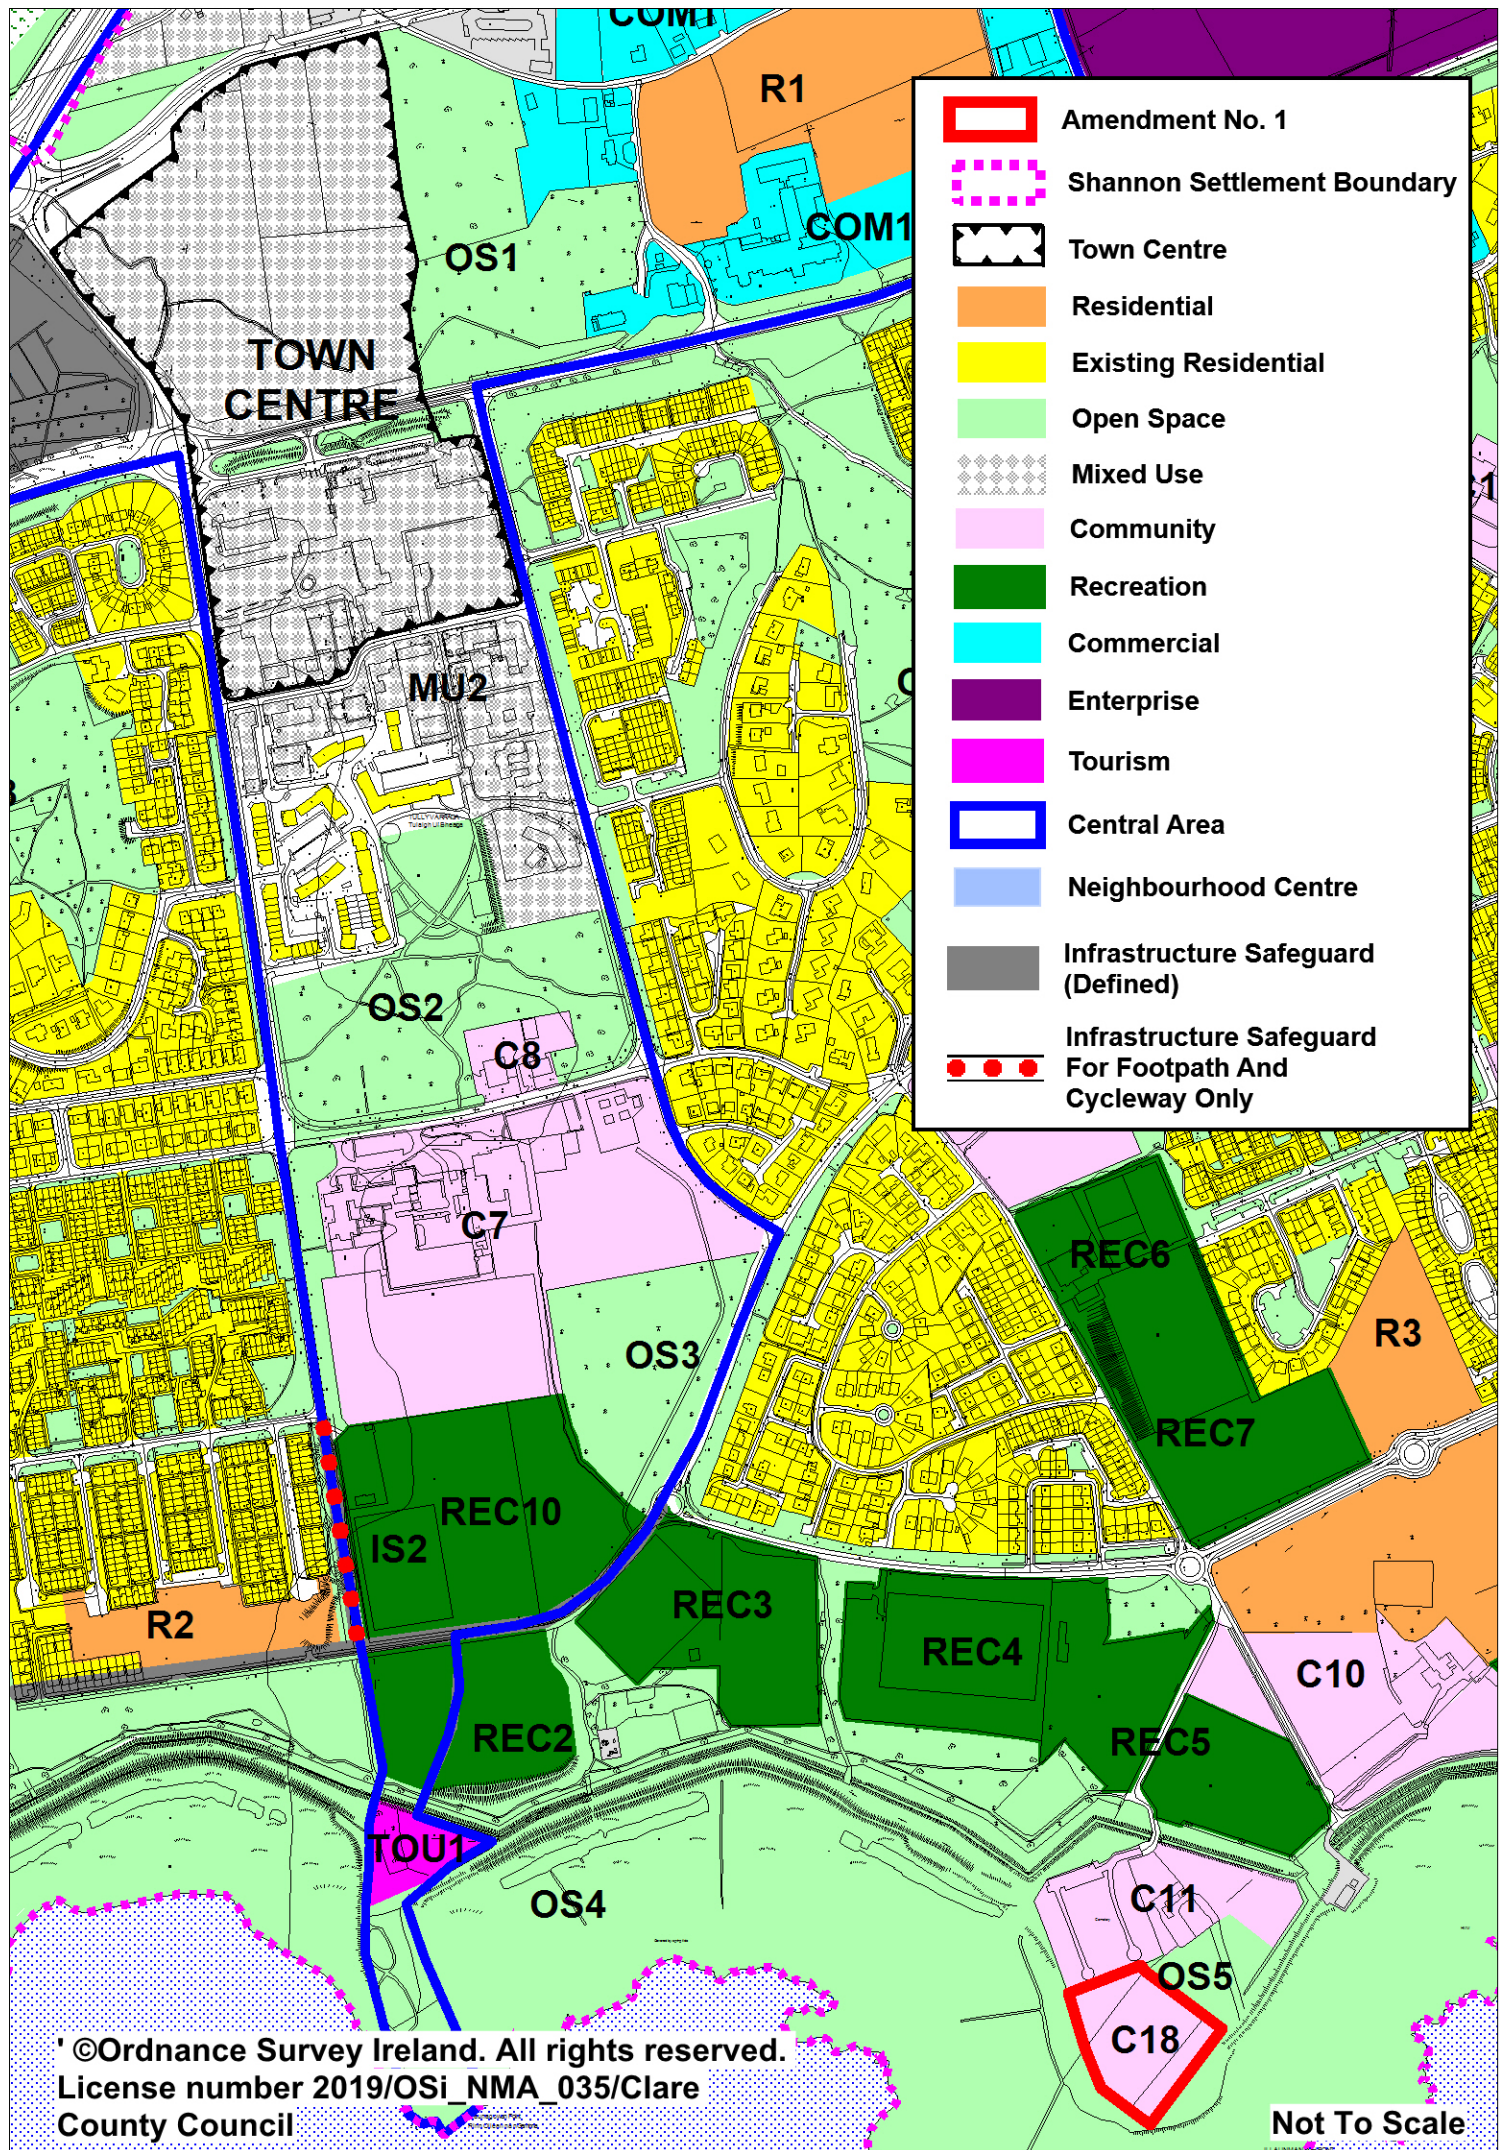 COM1
R1
COM1
OS1
TOWN
CENTRE
MU2
OS2
C8
C7
OS3
REC6
R3
REC7
REC10
IS2
R2
REC3
REC4
C10
REC2
REC5
TOU1
OS4
C11
OS5
C18
Amendment No. 1
Shannon Settlement Boundary
Town Centre
Residential
Existing Residential
Open Space
Mixed Use
Community
Recreation
Commercial
Enterprise
Tourism
Central Area
Neighbourhood Centre
Infrastructure Safeguard
(Defined)
Infrastructure Safeguard
For Footpath And
Cycleway Only
' ©Ordnance Survey Ireland. All rights reserved.
License number 2019/OSi_NMA_035/Clare
County Council
Not To Scale